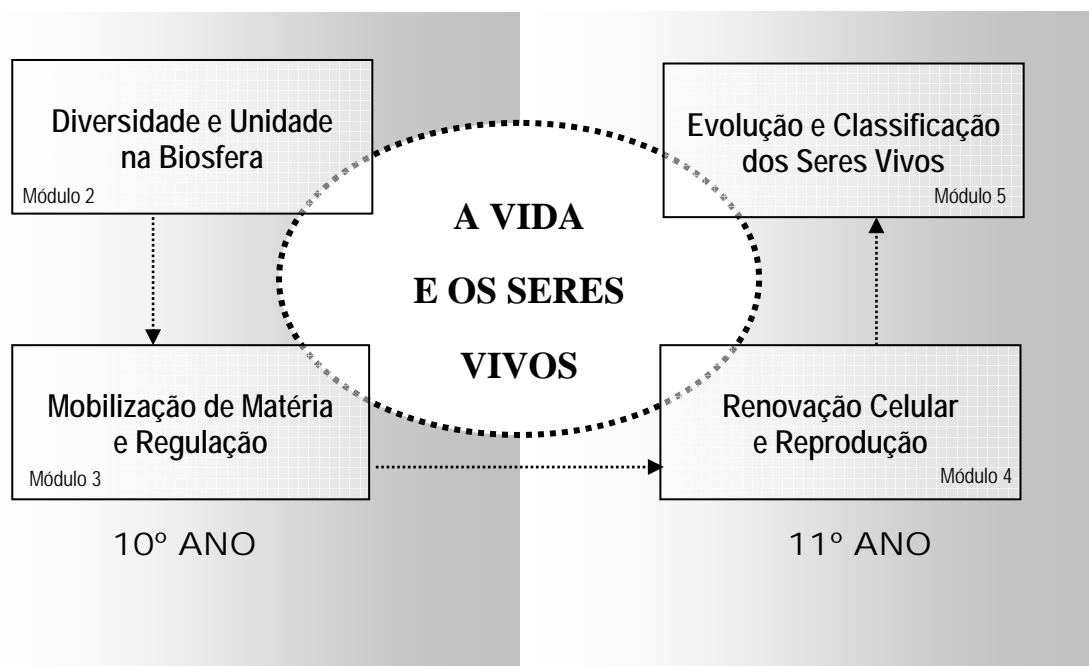 Diversidade e Unidade
na Biosfera
Módulo 2
Evolução e Classificação
dos Seres Vivos
Módulo 5
A VIDA
E OS SERES
VIVOS
Mobilização de Matéria
e Regulação
Módulo 3
Renovação Celular
e Reprodução
Módulo 4
10º ANO
11º ANO